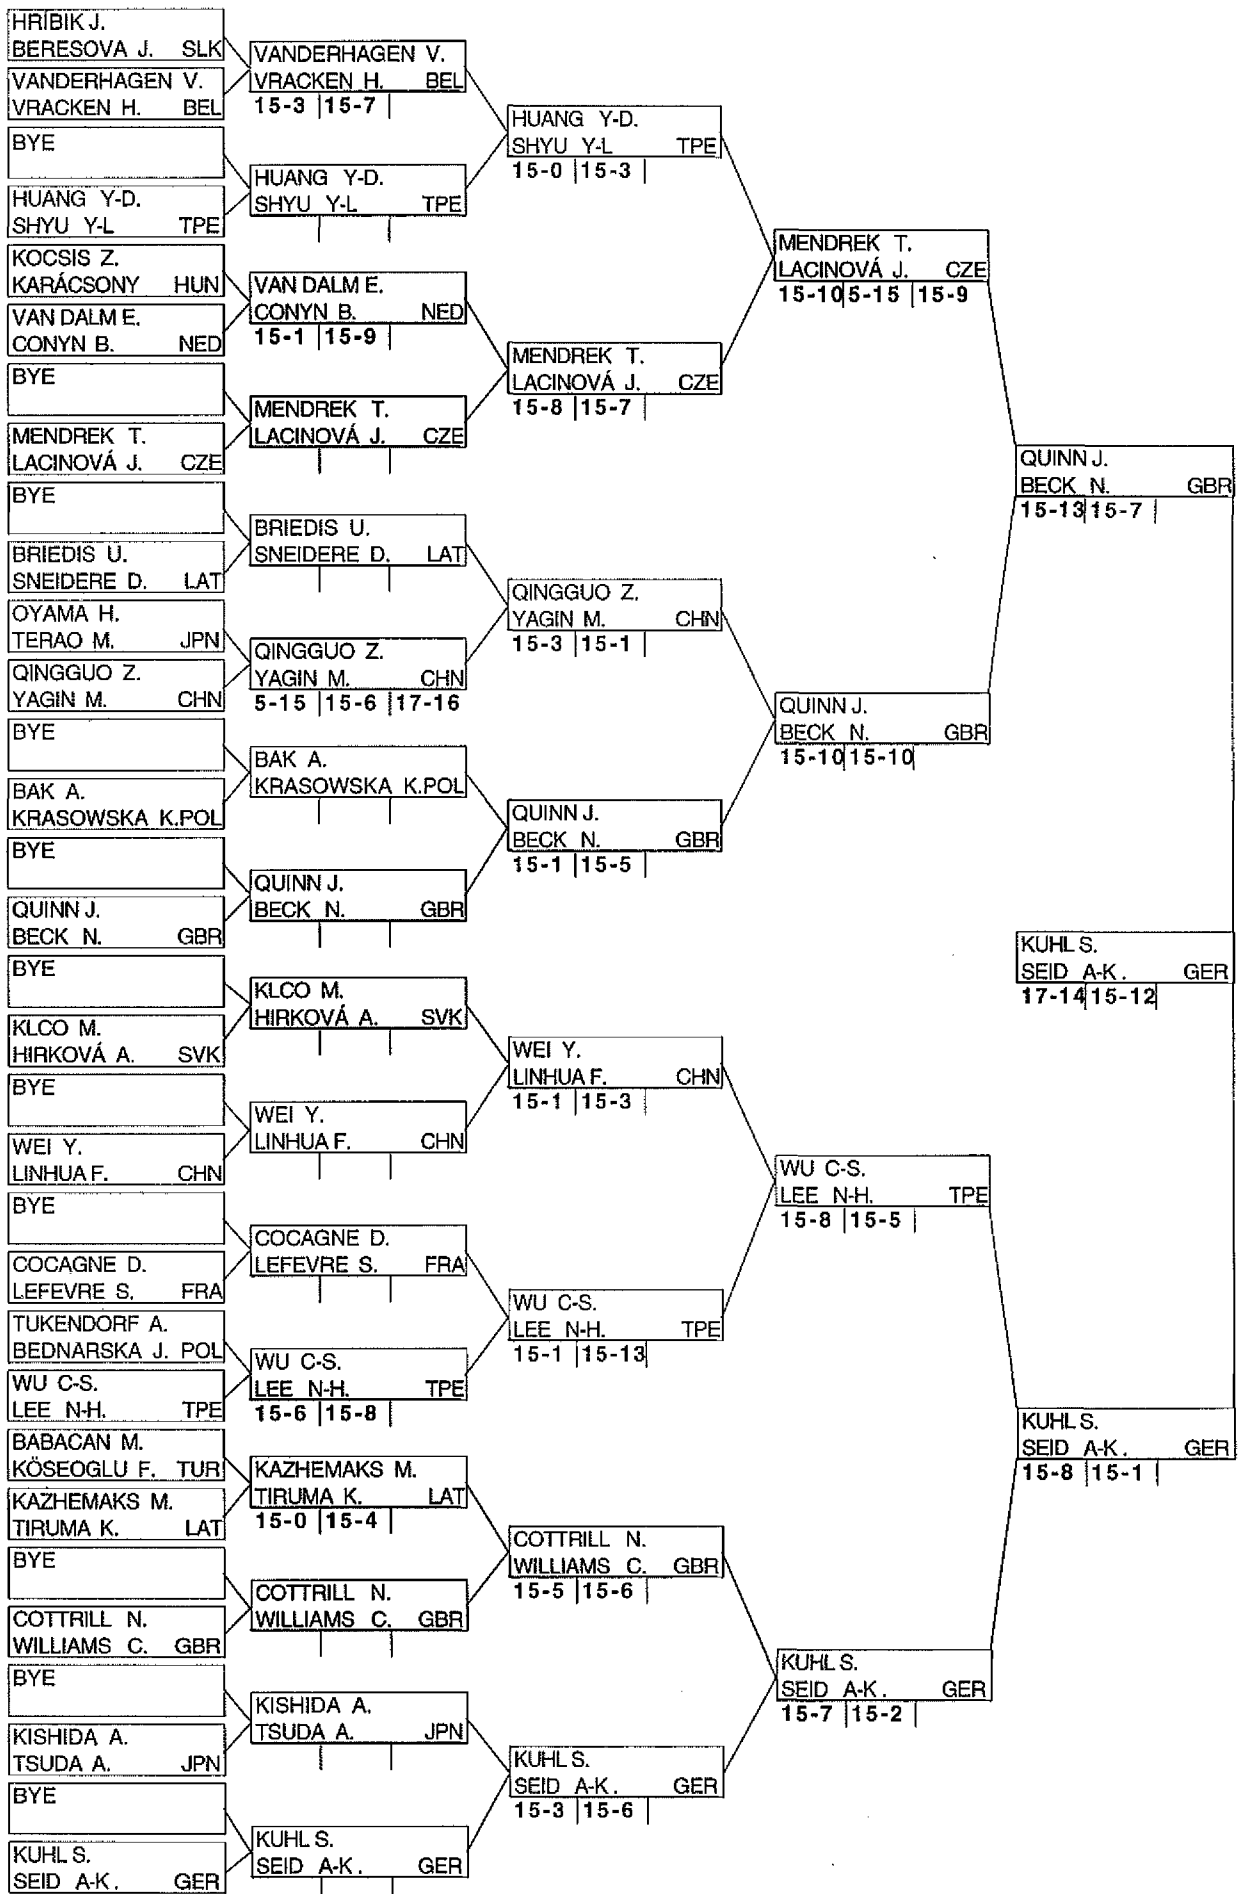 HRIBIK J.
BERESOVA J. SLK
VANDERHAGEN V.
VRACKEN H. BEL
BYE
HUANG Y-D.
SHYU Y-L TPE
KOCSIS Z.
KARÁCSONY HUN
VAN DALM E.
CONYN B. NED
BYE
MENDREK T.
LACINOVÁ J. CZE
BYE
BRIEDIS U.
SNEIDERE D. LAT
OYAMA H.
TERAO M. JPN
QINGGUO Z.
YAGIN M. CHN
BYE
BAK A.
KRASOWSKA K.POL
BYE
QUINN J.
BECK N. GBR
BYE
KLCO M.
HIRKOVÁ A. SVK
BYE
WEI Y.
LINHUA F. CHN
BYE
COCAGNE D.
LEFEVRE S. FRA
TUKENDORF A.
BEDNARSKA J. POL
WU C-S.
LEE N-H. TPE
BABACAN M.
KÖSEOGLU F. TUR
KAZHEMAKS M.
TIRUMA K. LAT
BYE
COTTRILL N.
WILLIAMS C. GBR
BYE
KISHIDA A.
TSUDA A. JPN
BYE
KUHL S.
SEID A-K. GER
VANDERHAGEN V.
VRACKEN H. BEL
15-3 |15-7 |
HUANG Y-D.
SHYU Y-L TPE
VAN DALM E.
CONYN B. NED
15-1 |15-9 |
MENDREK T.
LACINOVÁ J. CZE
BRIEDIS U.
SNEIDERE D. LAT
QINGGUO Z.
YAGIN M. CHN
5-15 |15-6 |17-16
BAK A.
KRASOWSKA K.POL
QUINN J.
BECK N. GBR
KLCO M.
HIRKOVÁ A. SVK
WEI Y.
LINHUA F. CHN
COCAGNE D.
LEFEVRE S. FRA
WU C-S.
LEE N-H. TPE
15-6 |15-8 |
KAZHEMAKS M.
TIRUMA K. LAT
15-0 |15-4 |
COTTRILL N.
WILLIAMS C. GBR
KISHIDA A.
TSUDA A. JPN
KUHL S.
SEID A-K. GER
HUANG Y-D.
SHYU Y-L TPE
15-0 |15-3 |
MENDREK T.
LACINOVÁ J. CZE
15-8 |15-7 |
QINGGUO Z.
YAGIN M. CHN
15-3 |15-1 |
QUINN J.
BECK N. GBR
15-1 |15-5 |
WEI Y.
LINHUA F. CHN
15-1 |15-3 |
WU C-S.
LEE N-H. TPE
15-1 |15-13|
COTTRILL N.
WILLIAMS C. GBR
15-5 |15-6 |
KUHL S.
SEID A-K. GER
15-3 |15-6 |
MENDREK T.
LACINOVÁ J. CZE
15-10|5-15 |15-9
QUINN J.
BECK N. GBR
15-10|15-10|
WU C-S.
LEE N-H. TPE
15-8 |15-5 |
KUHL S.
SEID A-K. GER
15-7 |15-2 |
QUINN J.
BECK N. GBR
15-13|15-7 |
KUHL S.
SEID A-K. GER
15-8 |15-1 |
KUHL S.
SEID A-K. GER
17-14|15-12|